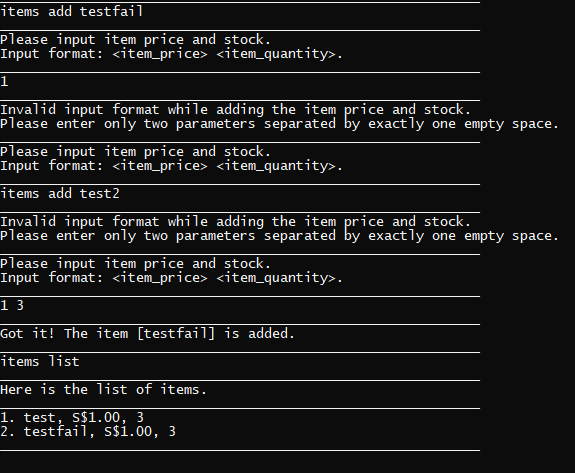 items add testfail
Please input item price and stock.
Input format: <item_price> <item_quantity>.
1
Invalid input format while adding the item price and stock.
Please enter only two parameters separated by exactly one empty space.
Please input item price and stock.
Input format: <item_price> <item_quantity>.
items add test2
Invalid input format while adding the item price and stock.
Please enter only two parameters separated by exactly one empty space.
Please input item price and stock.
Input format: <item_price> <item_quantity>.
1 3
Got it! The item [testfail] is added.
items list
Here is the list of items.
1. test, S$1.00, 3
2. testfail, S$1.00, 3